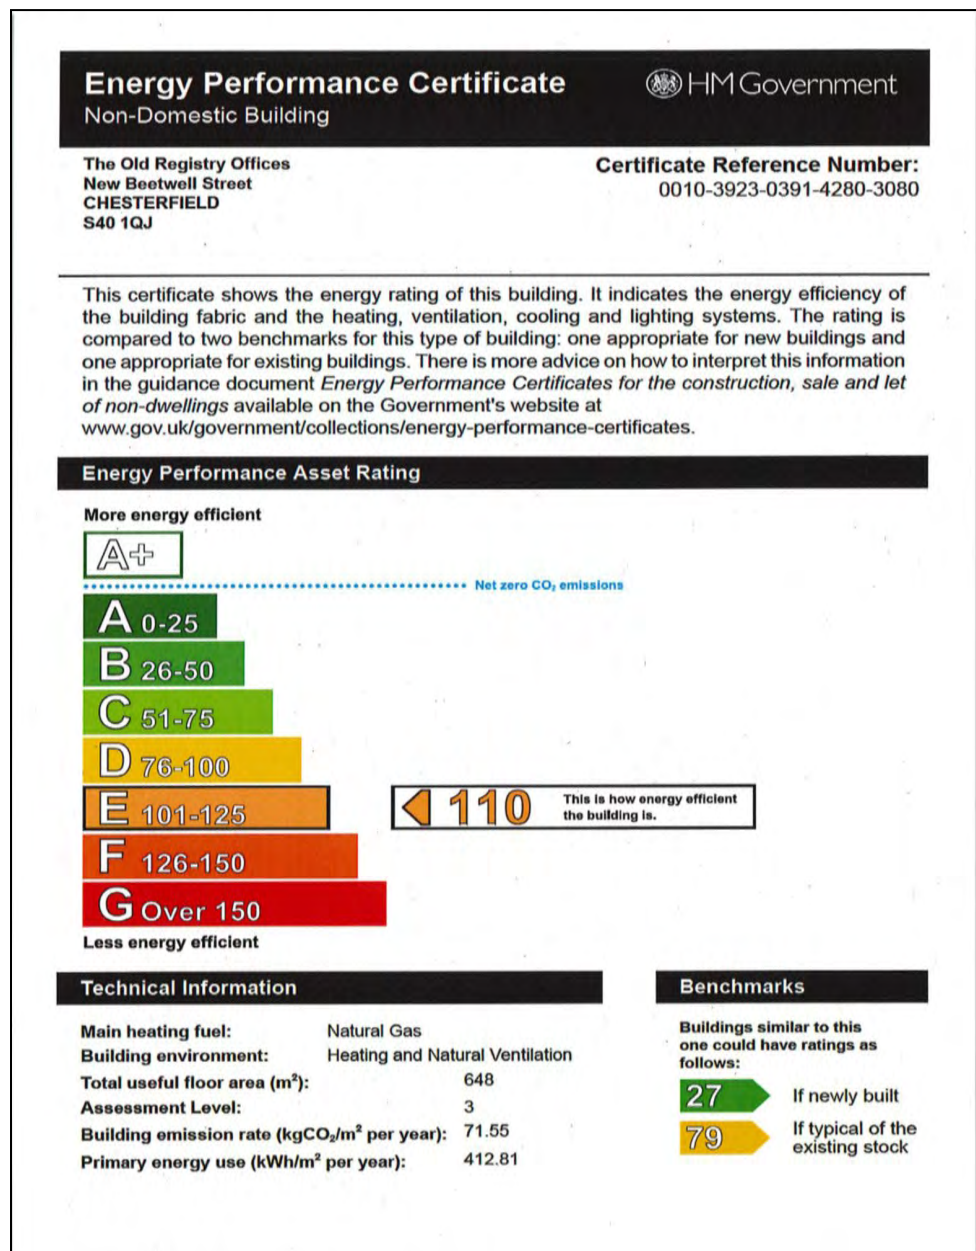 Energy Performance Certificate
HM Government
Non-Domestic Building
The Old Registry Offices
New Beetwell Street
CHESTERFIELD
S40 1QJ
Certificate Reference Number:
0010-3923-0391-4280-3080
This certificate shows the energy rating of this building. It indicates the energy efficiency of
the building fabric and the heating, ventilation, cooling and lighting systems. The rating is
compared to two benchmarks for this type of building: one appropriate for new buildings and
one appropriate for existing buildings. There is more advice on how to interpret this information
in the guidance document Energy Performance Certificates for the construction, sale and let
of non-dwellings available on the Government's website at
www.gov.uk/government/collections/energy-performance-certificates.
Energy Performance Asset Rating
More energy efficient
A+
Net zero CO₂ emissions
A 0-25
B 26-50
C 51-75
D 76-100
E 101-125
110
This is how energy efficient
the building is.
F 126-150
G Over 150
Less energy efficient
Technical Information
Main heating fuel: Natural Gas
Building environment: Heating and Natural Ventilation
Total useful floor area (m²): 648
Assessment Level: 3
Building emission rate (kgCO₂/m² per year): 71.55
Primary energy use (kWh/m² per year): 412.81
Benchmarks
Buildings similar to this
one could have ratings as
follows:
27 If newly built
79 If typical of the
existing stock